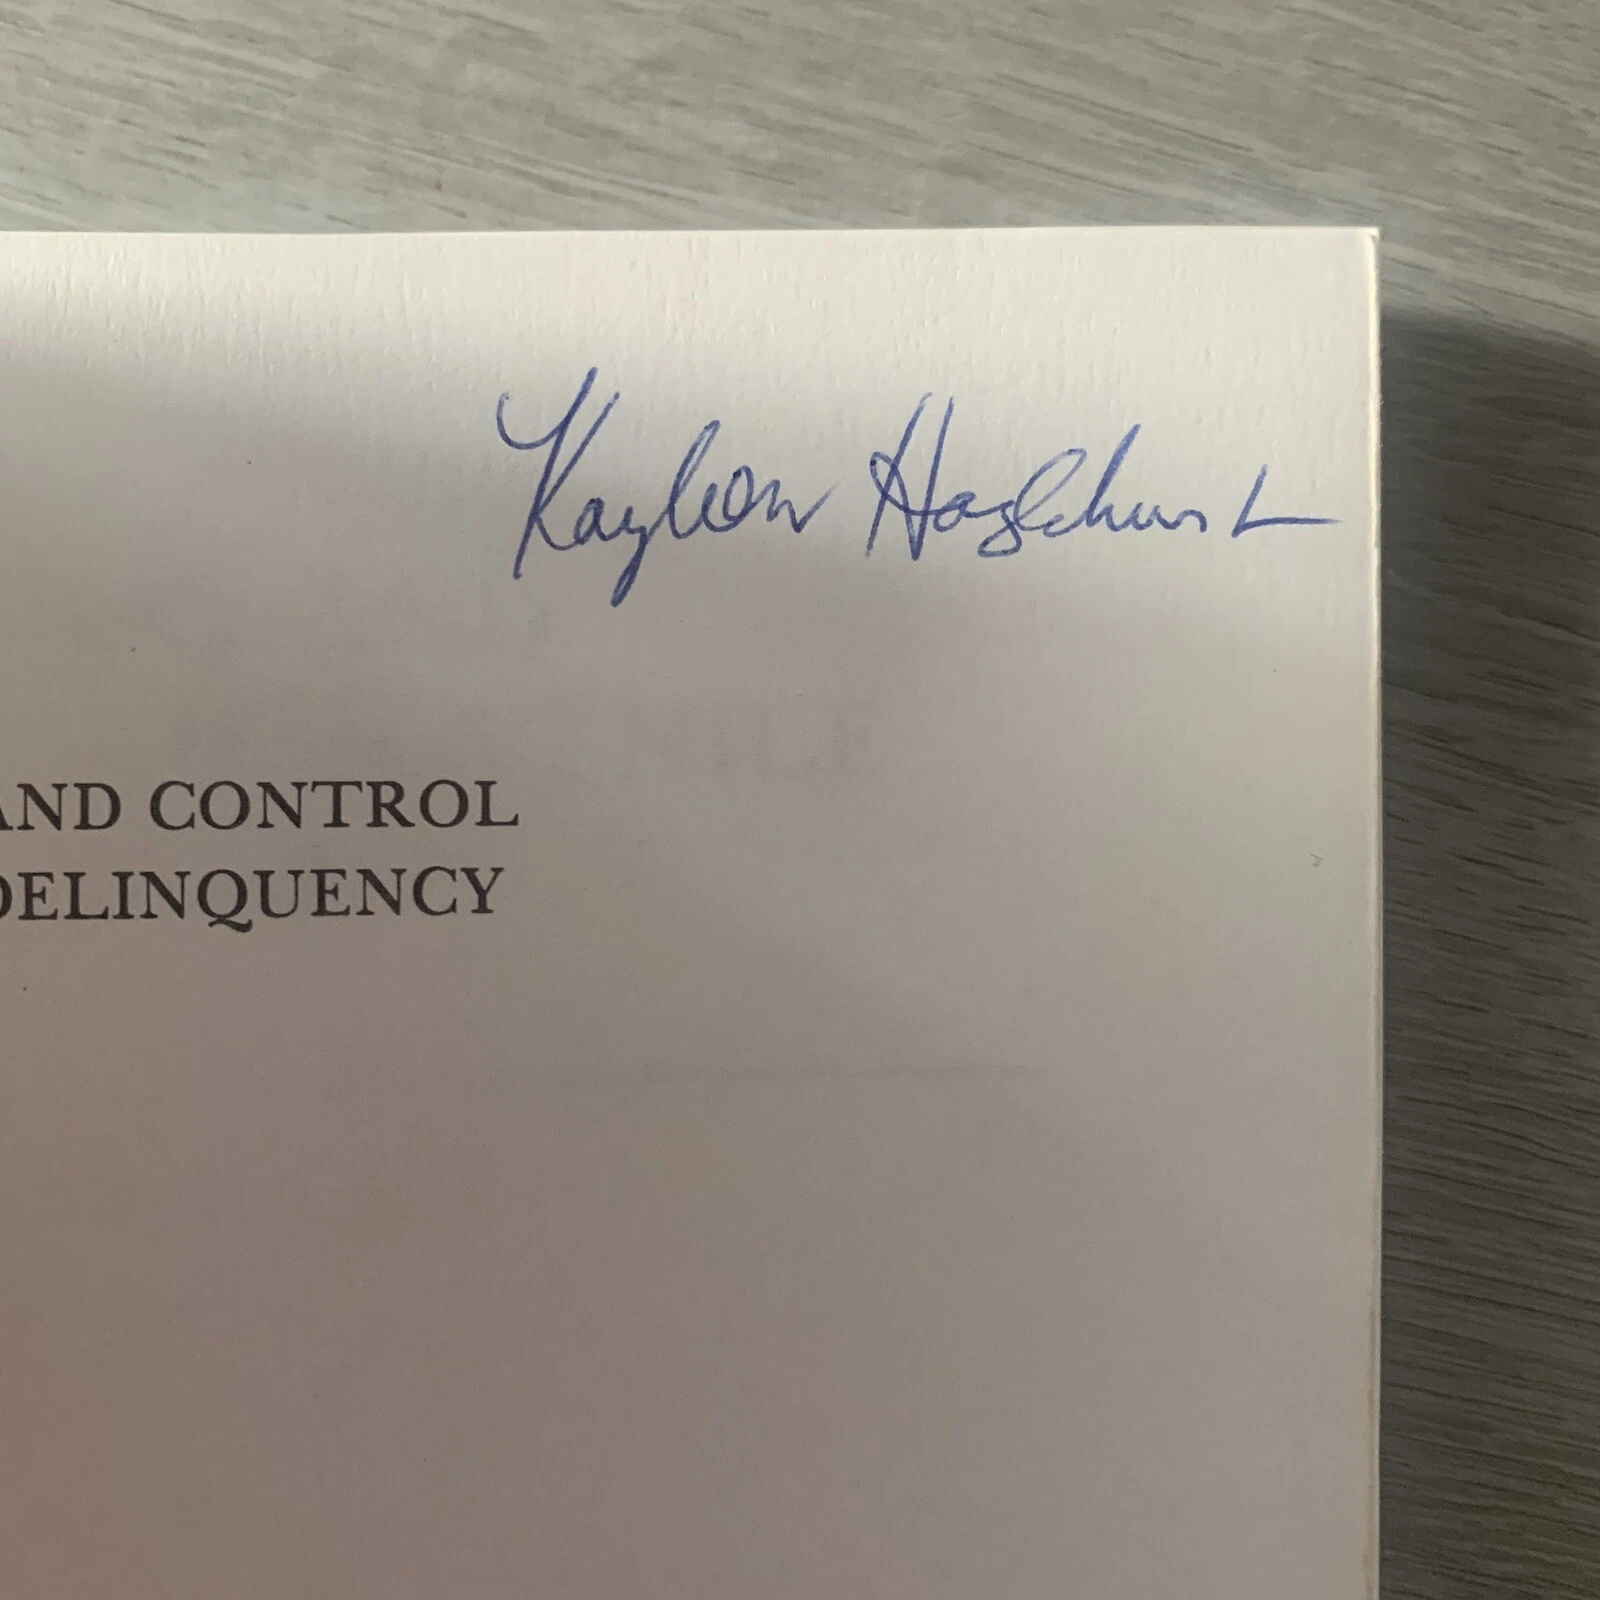 Kayleen Hazlehurst
AND CONTROL
DELINQUENCY